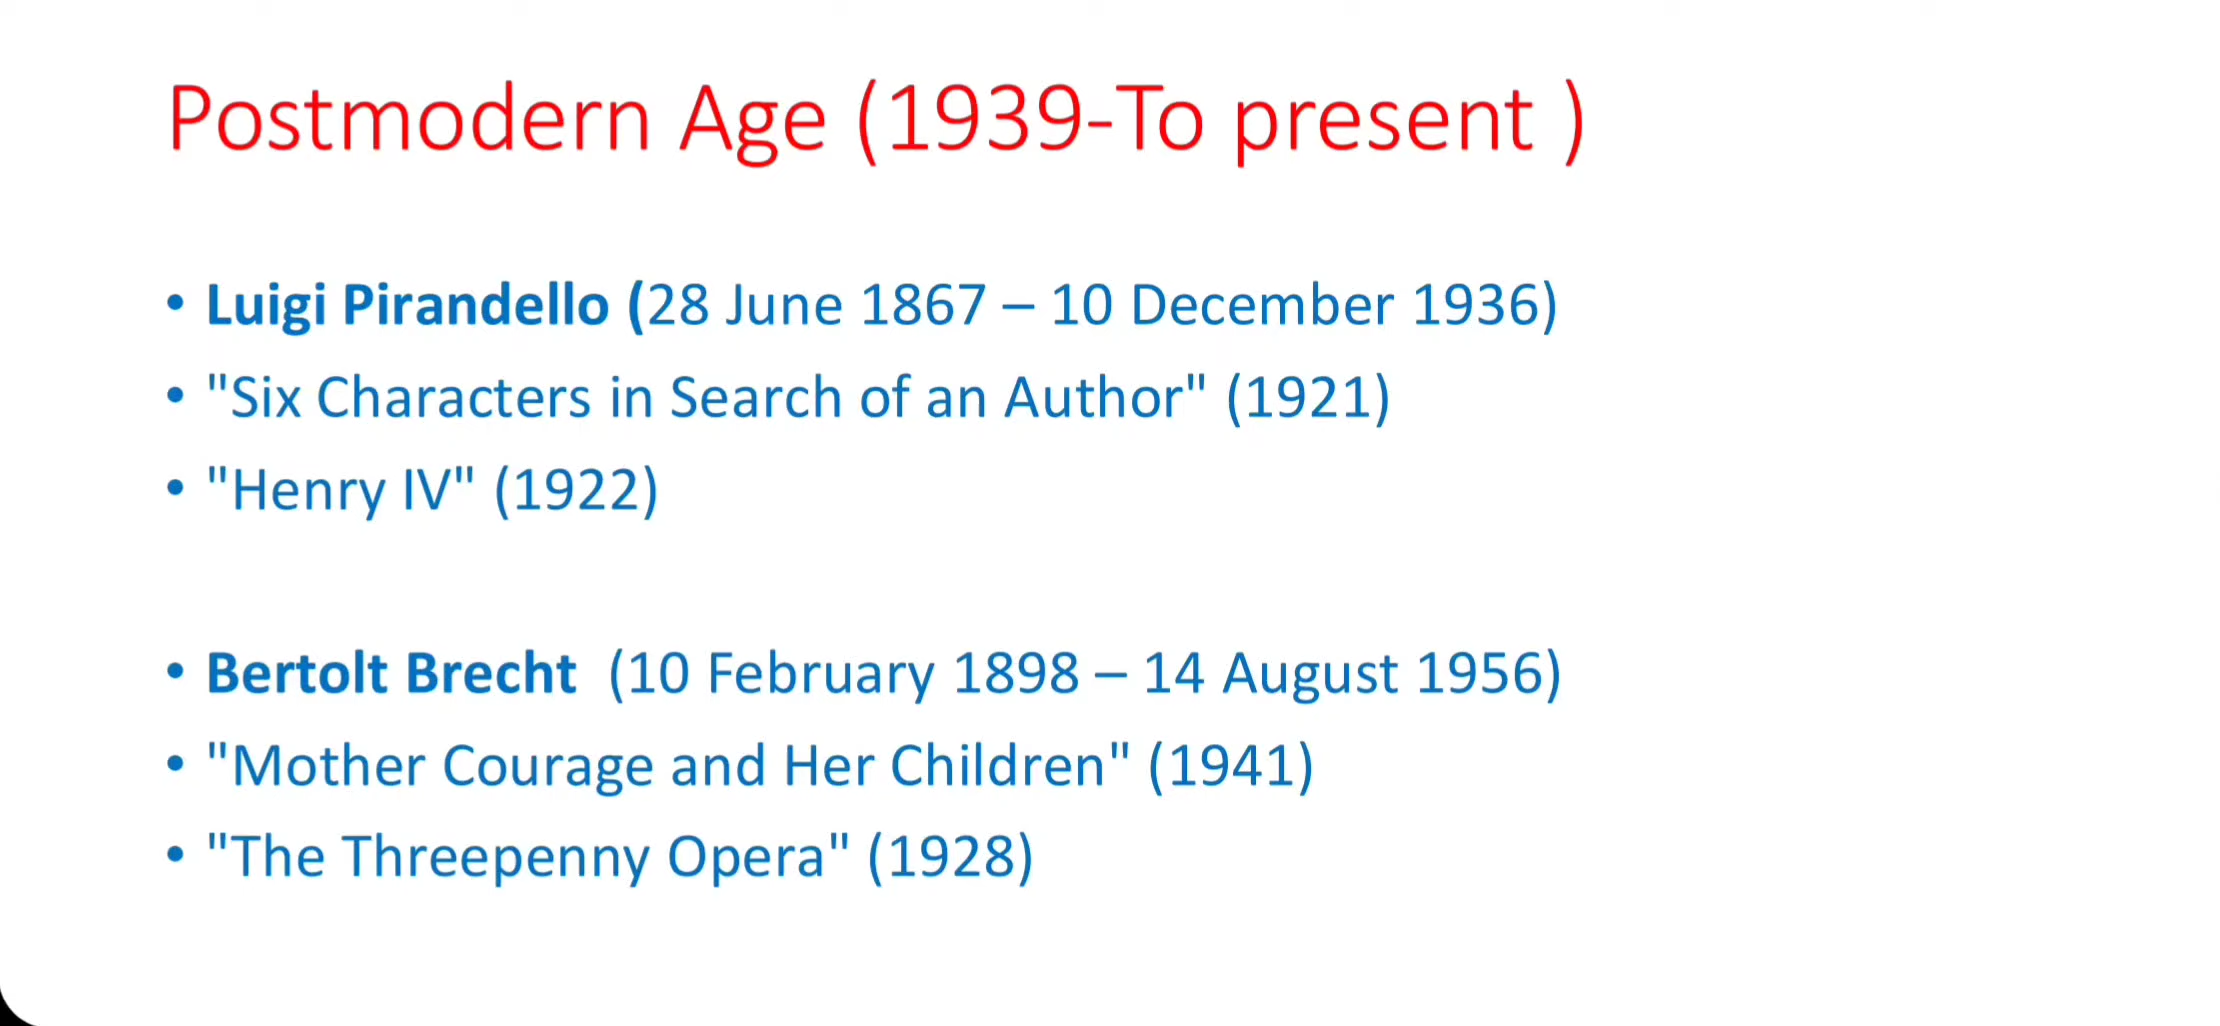 Postmodern Age (1939-To present )
• Luigi Pirandello (28 June 1867 – 10 December 1936)
• "Six Characters in Search of an Author" (1921)
• "Henry IV" (1922)
• Bertolt Brecht  (10 February 1898 – 14 August 1956)
• "Mother Courage and Her Children" (1941)
• "The Threepenny Opera" (1928)